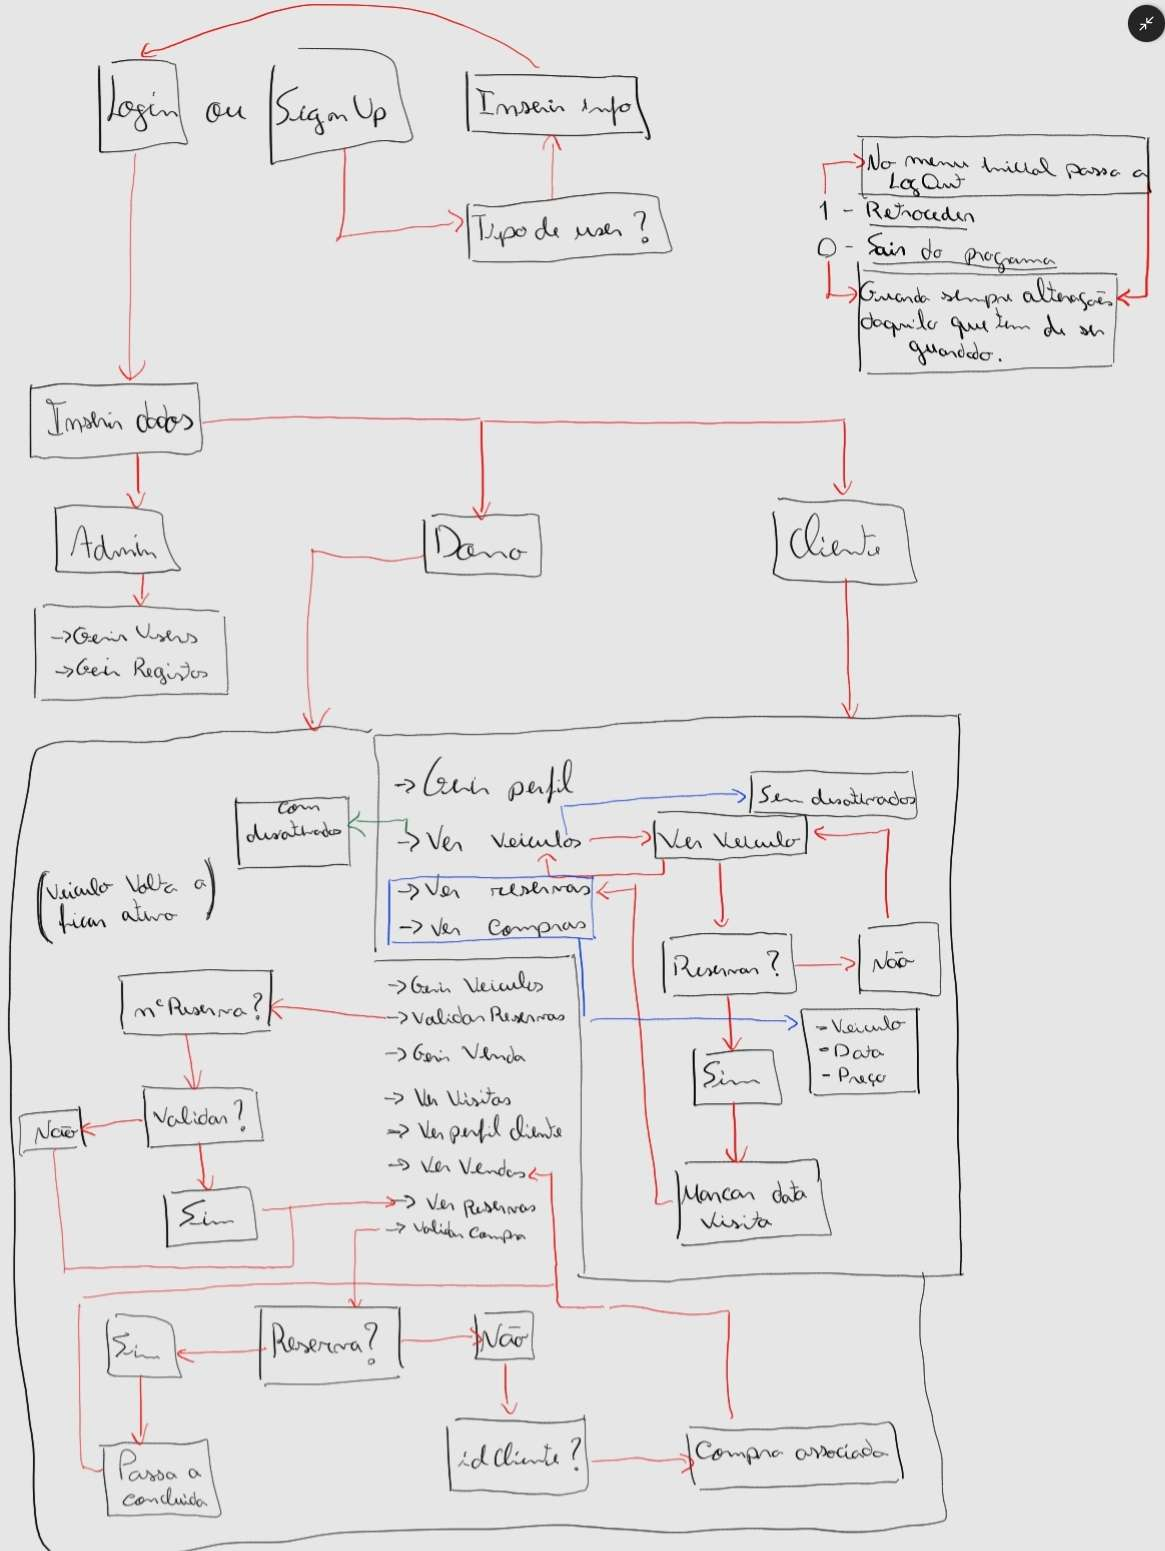 Login ou SignUp
Inserir info
Tipo de user?
No menu inicial passa a
LogOut
1 - Retroceder
0 - Sair do programa
Guarda sempre alterações
daquilo que tem de ser
guardado.
Inserir dados
Admin
Dono
Cliente
-> Gerir Users
-> Gerir Registos
-> Gerir perfil
Sem desativados
com
desativados
-> Ver veiculos
Ver Veiculo
(Veiculo Volta a
ficar ativo)
-> Ver reservas
-> Ver compras
Reservar?
Não
-> Gerir Veiculos
nº Reserva?
-> Validar Reservas
- Veiculo
- Data
- Preço
-> Gerir Venda
Sim
-> Ver Visitas
Validar?
Não
-> Ver perfil cliente
-> Ver Vendas
Marcar data
Visita
Sim
-> Ver Reservas
-> Validar compra
Sim
Reserva?
Não
Passa a
concluida
idCliente?
Compra associada